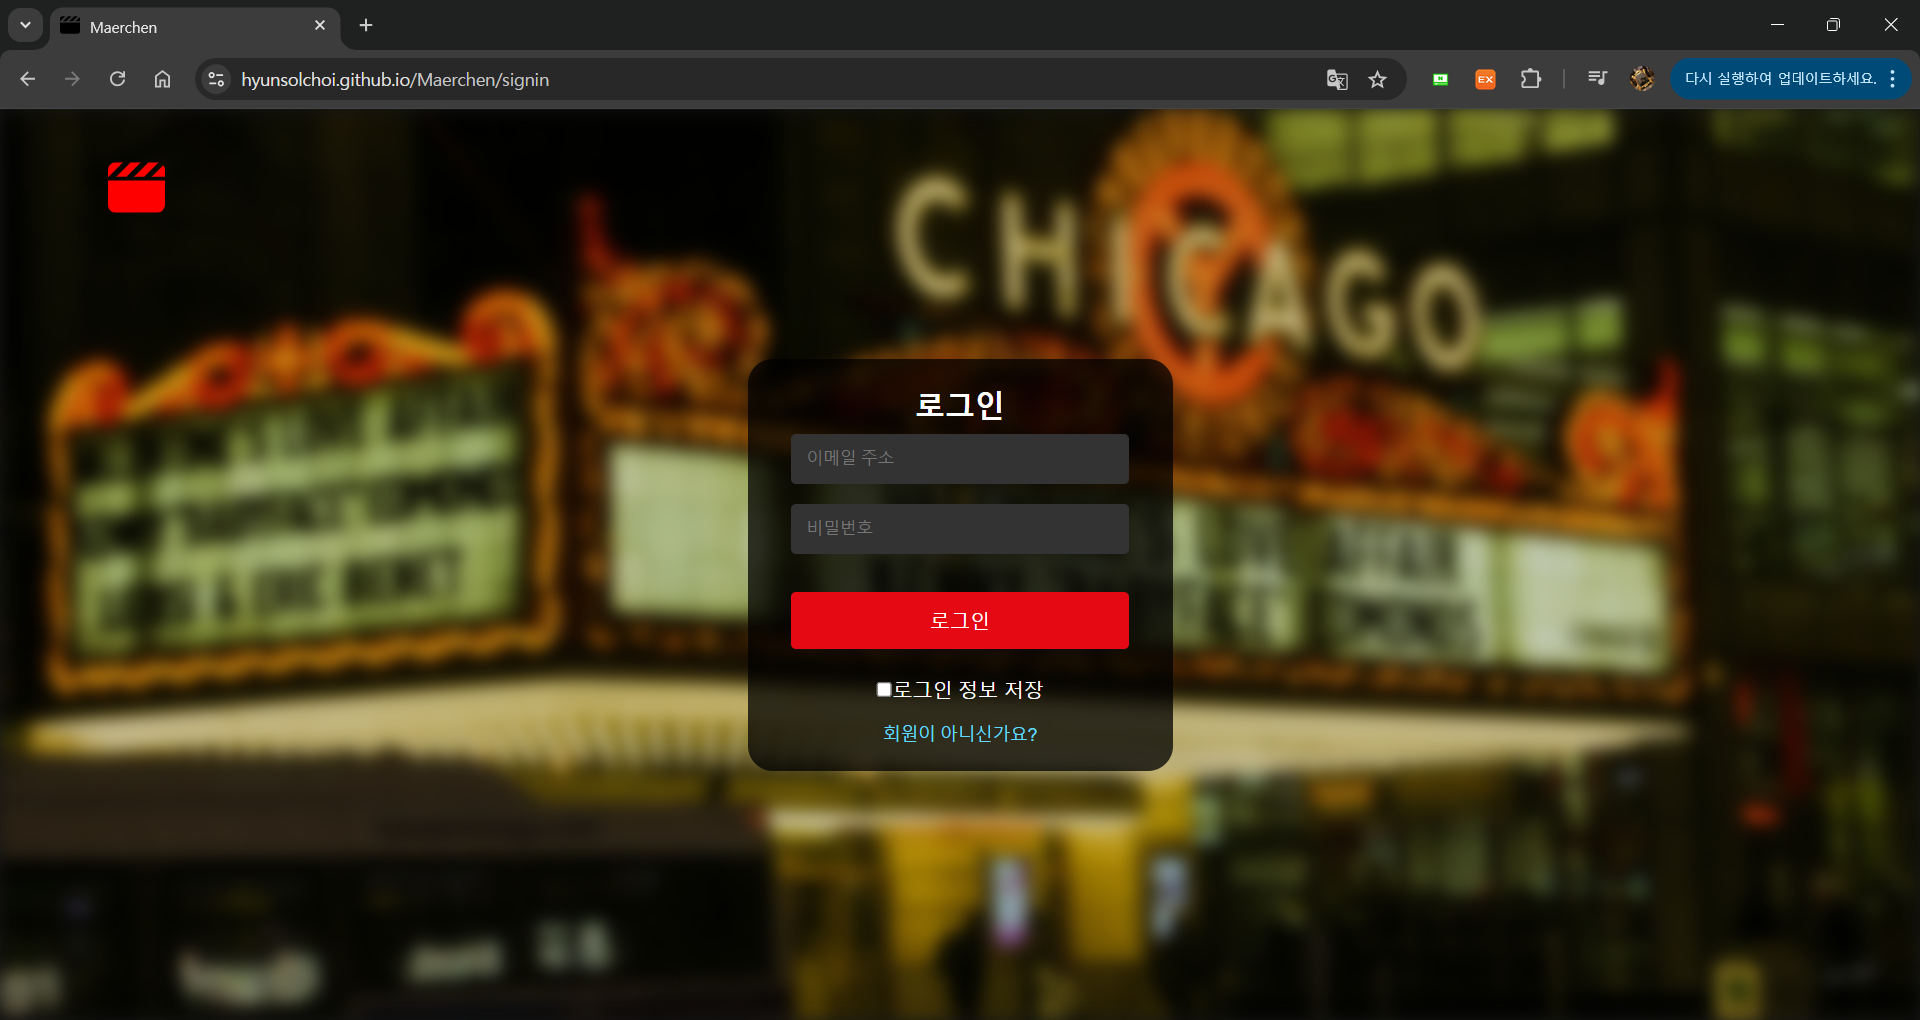 Maerchen
hyunsolchoi.github.io/Maerchen/signin
EX
다시 실행하여 업데이트하세요.
CHICAGO
로그인
이메일 주소
비밀번호
로그인
로그인 정보 저장
회원이 아니신가요?